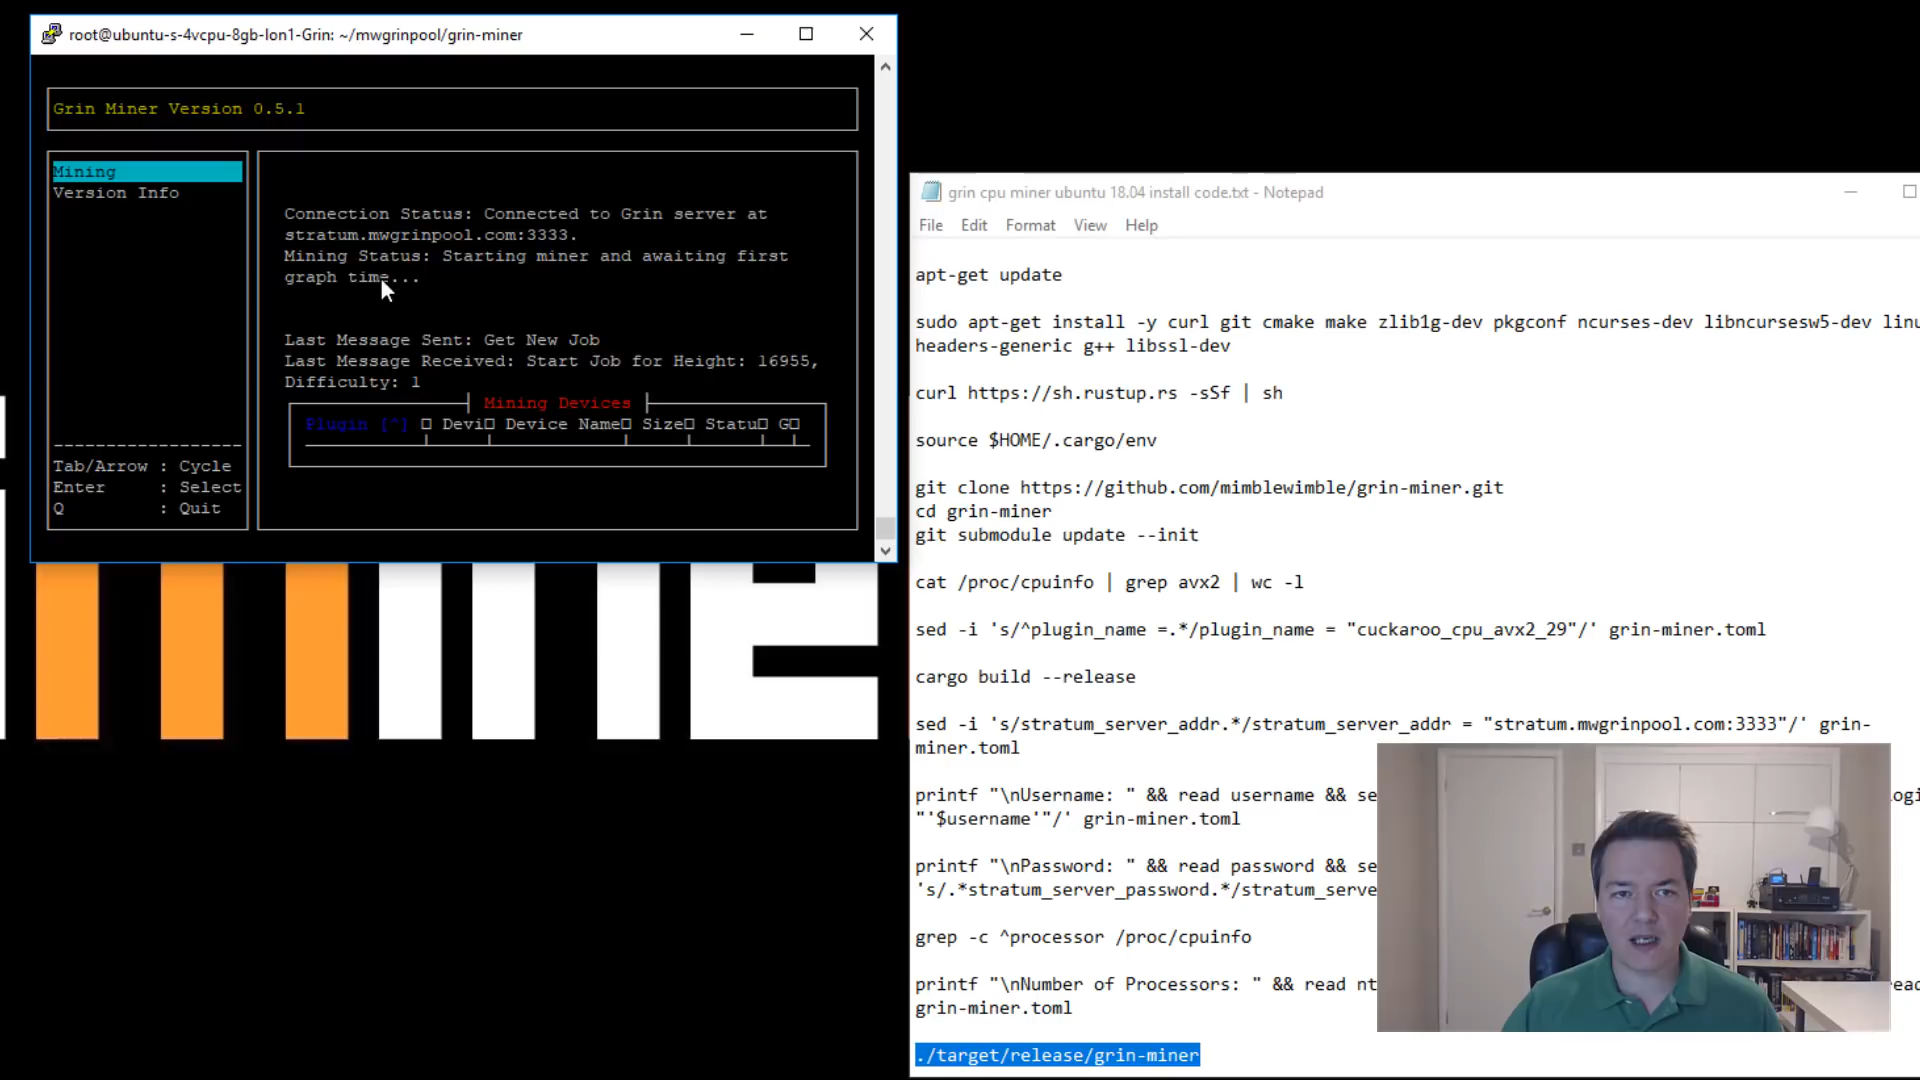 root@ubuntu-s-4vcpu-8gb-lon1-Grin: ~/mwgrinpool/grin-miner
Grin Miner Version 0.5.1
Mining
Version Info
Connection Status: Connected to Grin server at
stratum.mwgrinpool.com:3333.
Mining Status: Starting miner and awaiting first
graph time...
Last Message Sent: Get New Job
Last Message Received: Start Job for Height: 16955,
Difficulty: 1
Mining Devices
Plugin [^] Devi Device Name Size Statu G
Tab/Arrow : Cycle
Enter : Select
Q : Quit
grin cpu miner ubuntu 18.04 install code.txt - Notepad
File Edit Format View Help
apt-get update
sudo apt-get install -y curl git cmake make zlib1g-dev pkgconf ncurses-dev libncursesw5-dev linu
headers-generic g++ libssl-dev
curl https://sh.rustup.rs -sSf | sh
source $HOME/.cargo/env
git clone https://github.com/mimblewimble/grin-miner.git
cd grin-miner
git submodule update --init
cat /proc/cpuinfo | grep avx2 | wc -l
sed -i 's/^plugin_name =.*/plugin_name = "cuckaroo_cpu_avx2_29"/' grin-miner.toml
cargo build --release
sed -i 's/stratum_server_addr.*/stratum_server_addr = "stratum.mwgrinpool.com:3333"/' grin-
miner.toml
printf "\nUsername: " && read username && se ogi
"'$username'"/' grin-miner.toml
printf "\nPassword: " && read password && se
's/.*stratum_server_password.*/stratum_serve
grep -c ^processor /proc/cpuinfo
printf "\nNumber of Processors: " && read nt eac
grin-miner.toml
./target/release/grin-miner